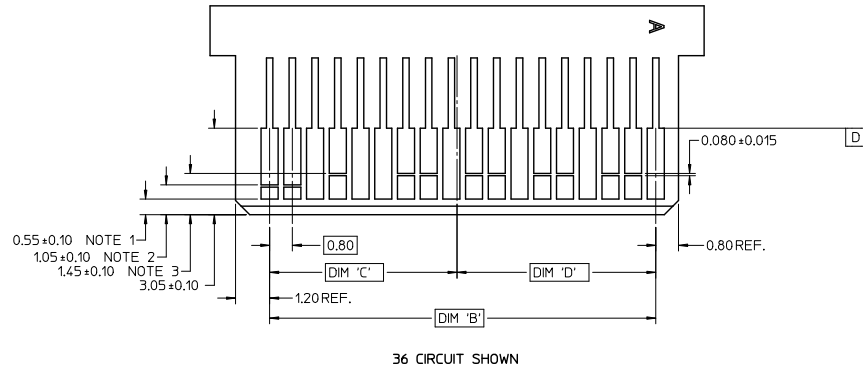 A
0.080±0.015
D
0.55±0.10 NOTE 1
1.05±0.10 NOTE 2
1.45±0.10 NOTE 3
3.05±0.10
0.80
0.80 REF.
DIM 'C'
DIM 'D'
1.20 REF.
DIM 'B'
36 CIRCUIT SHOWN